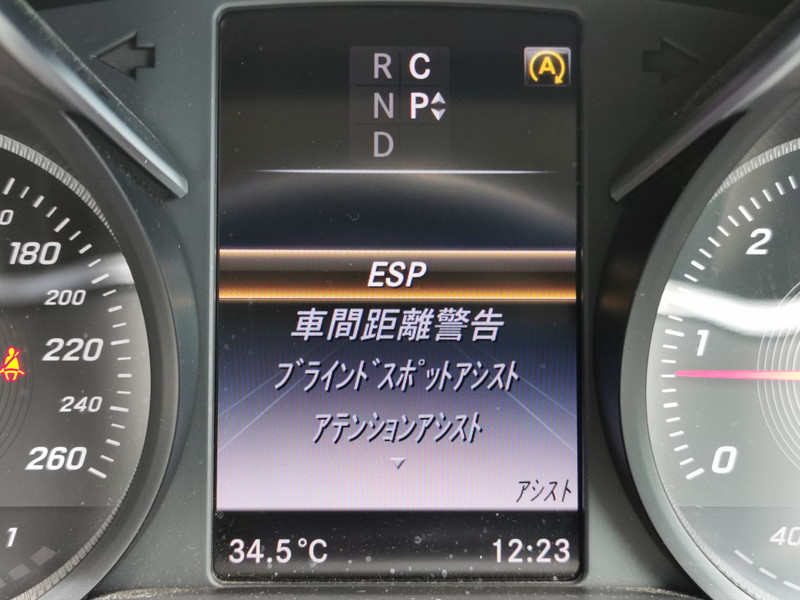 R C
N P
D
A
ESP
車間距離警告
ブラインドスポットアシスト
アテンションアシスト
アシスト
34.5°C
12:23
180
200
220
240
260
1
2
1
0
40